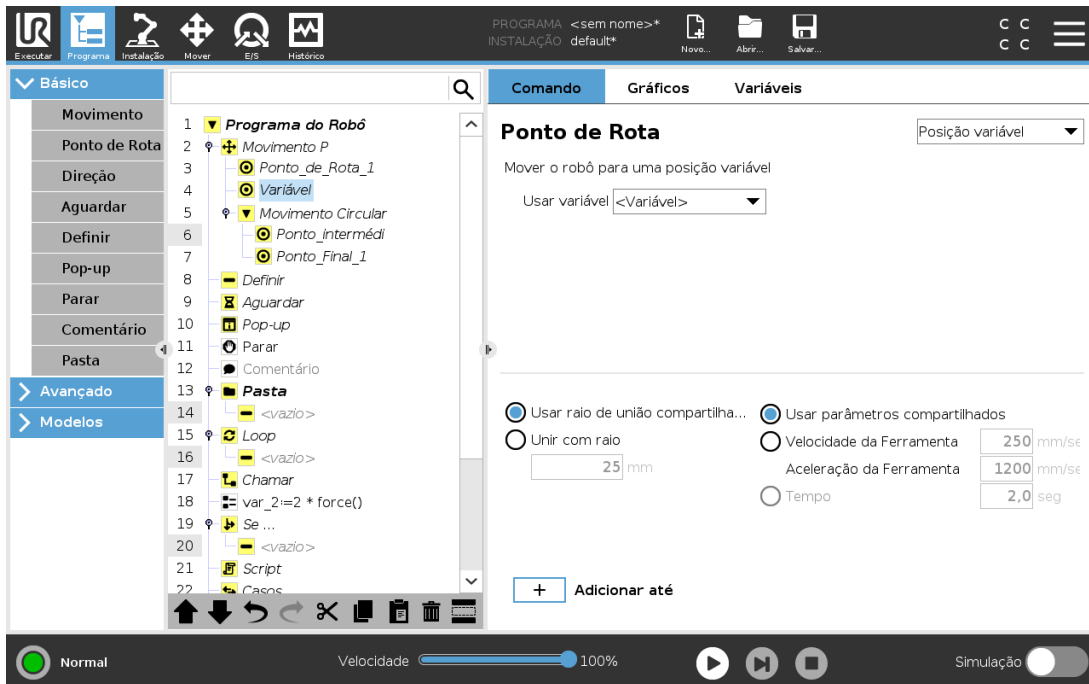 PROGRAMA <sem nome>*
INSTALAÇÃO default*
C C
C C
Executar Programa Instalação Mover E/S Histórico Novo... Abrir... Salvar...
Básico
Movimento
Ponto de Rota
Direção
Aguardar
Definir
Pop-up
Parar
Comentário
Pasta
Avançado
Modelos
1 Programa do Robô
2 Movimento P
3 Ponto_de_Rota_1
4 Variável
5 Movimento Circular
6 Ponto_intermédi
7 Ponto_Final_1
8 Definir
9 Aguardar
10 Pop-up
11 Parar
12 Comentário
13 Pasta
14 <vazio>
15 Loop
16 <vazio>
17 Chamar
18 var_2:=2 * force()
19 Se ...
20 <vazio>
21 Script
22 Casos
Comando Gráficos Variáveis
Ponto de Rota
Posição variável
Mover o robô para uma posição variável
Usar variável <Variável>
Usar raio de união compartilha...
Unir com raio
25 mm
Usar parâmetros compartilhados
Velocidade da Ferramenta 250 mm/se
Aceleração da Ferramenta 1200 mm/se
Tempo 2,0 seg
+ Adicionar até
Normal
Velocidade 100%
Simulação